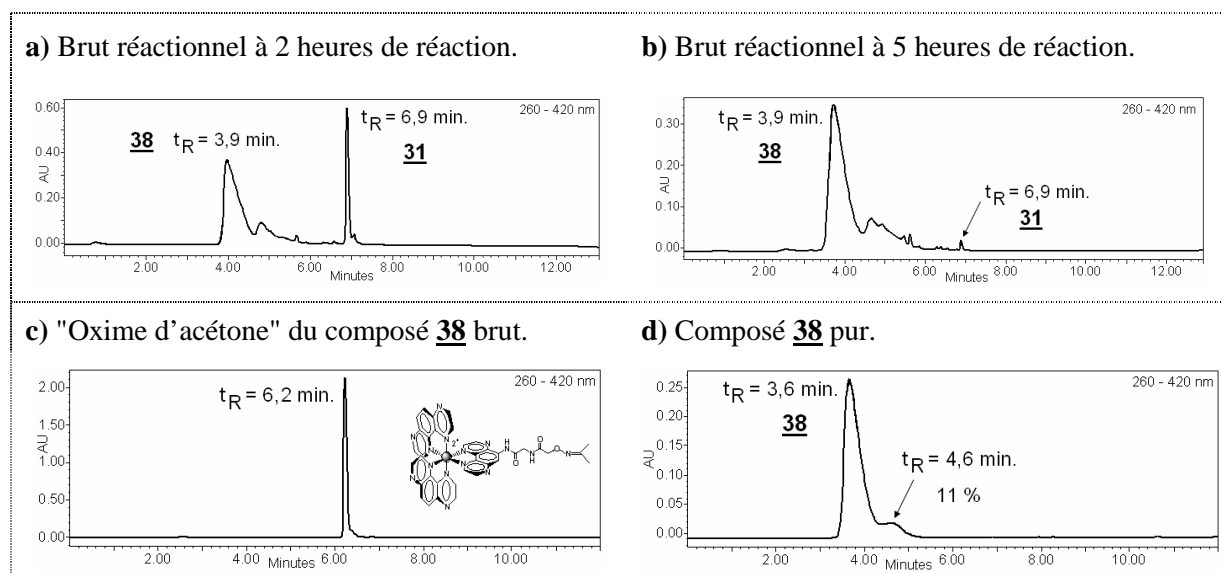 a) Brut réactionnel à 2 heures de réaction.
260 - 420 nm
0.60
0.40
0.20
0.00
AU
38 tR = 3,9 min.
tR = 6,9 min.
31
2.00 4.00 6.00 8.00 10.00 12.00
Minutes
b) Brut réactionnel à 5 heures de réaction.
260 - 420 nm
0.30
0.20
0.10
0.00
AU
tR = 3,9 min.
38
tR = 6,9 min.
31
2.00 4.00 6.00 8.00 10.00 12.00
Minutes
c) "Oxime d'acétone" du composé 38 brut.
260 - 420 nm
2.00
1.50
1.00
0.50
0.00
AU
tR = 6,2 min.
2.00 4.00 6.00 8.00 10.00
Minutes
d) Composé 38 pur.
260 - 420 nm
0.25
0.20
0.15
0.10
0.05
0.00
AU
tR = 3,6 min.
38
tR = 4,6 min.
11 %
2.00 4.00 6.00 8.00 10.00
Minutes